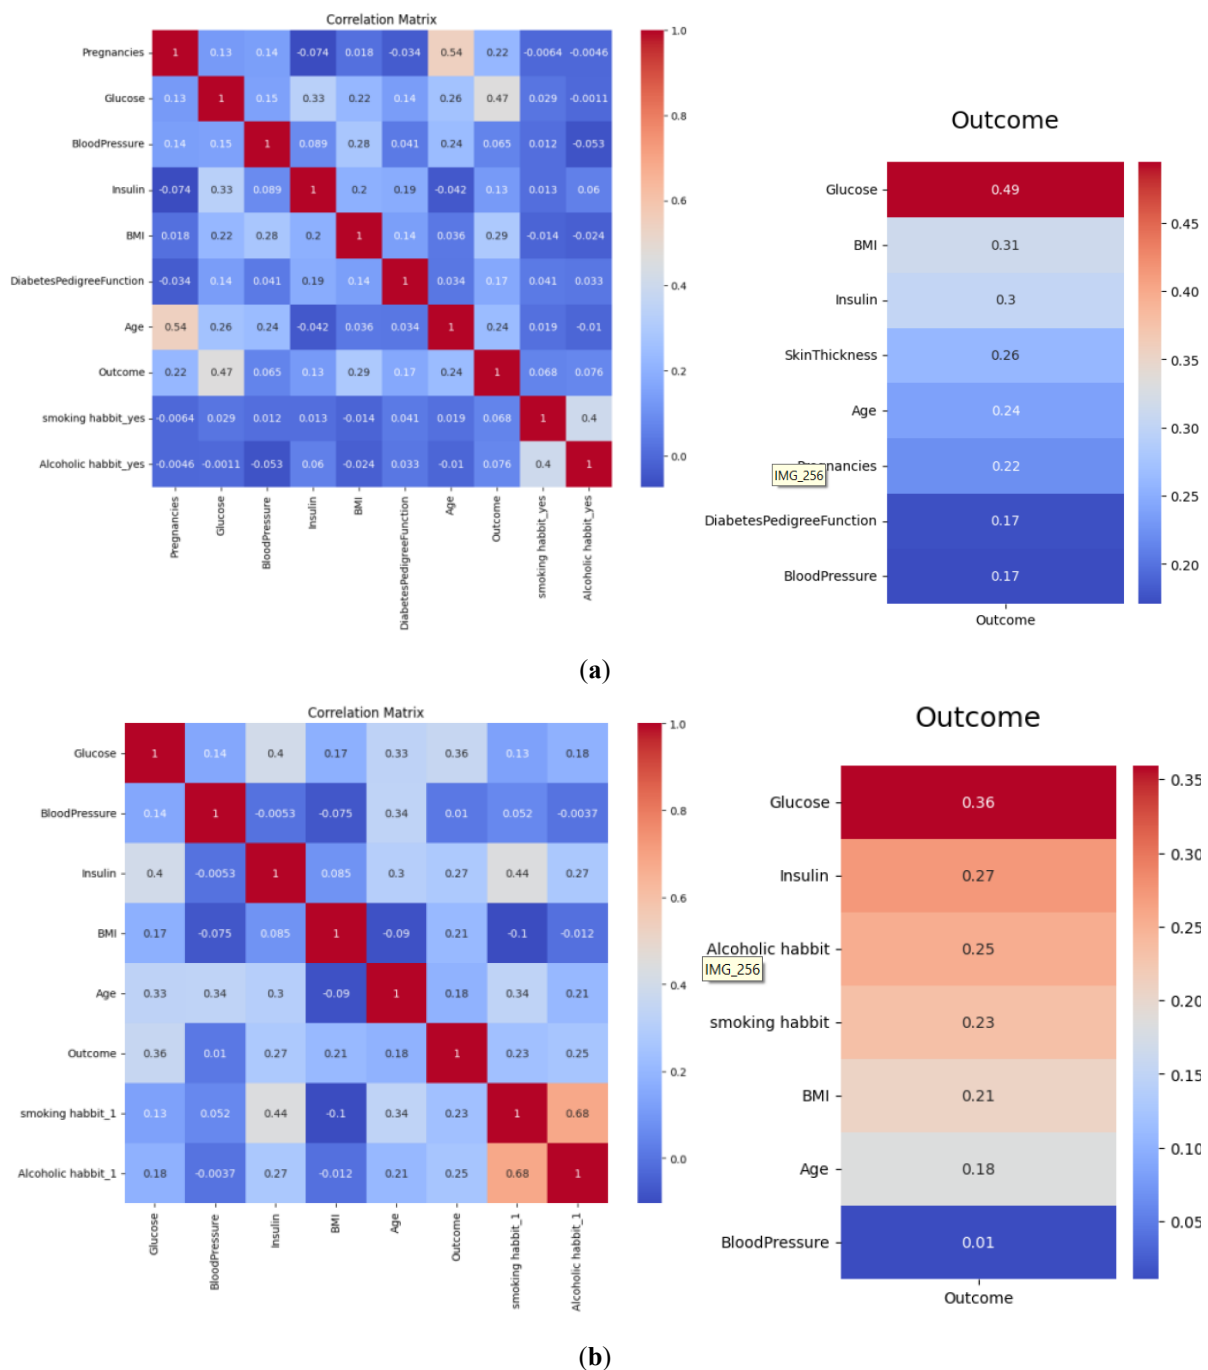 Correlation Matrix
Pregnancies 1 0.13 0.14 -0.074 0.018 -0.034 0.54 0.22 -0.0064 -0.0046
Glucose 0.13 1 0.15 0.33 0.22 0.14 0.26 0.47 0.029 -0.0011
BloodPressure 0.14 0.15 1 0.089 0.28 0.041 0.24 0.065 0.012 -0.053
Insulin -0.074 0.33 0.089 1 0.2 0.19 -0.042 0.13 0.013 0.06
BMI 0.018 0.22 0.28 0.2 1 0.14 0.036 0.29 -0.014 -0.024
DiabetesPedigreeFunction -0.034 0.14 0.041 0.19 0.14 1 0.034 0.17 0.041 0.033
Age 0.54 0.26 0.24 -0.042 0.036 0.034 1 0.24 0.019 -0.01
Outcome 0.22 0.47 0.065 0.13 0.29 0.17 0.24 1 0.068 0.076
smoking habbit_yes -0.0064 0.029 0.012 0.013 -0.014 0.041 0.019 0.068 1 0.4
Alcoholic habbit_yes -0.0046 -0.0011 -0.053 0.06 -0.024 0.033 -0.01 0.076 0.4 1
Pregnancies Glucose BloodPressure Insulin BMI DiabetesPedigreeFunction Age Outcome smoking habbit_yes Alcoholic habbit_yes
1.0
0.8
0.6
0.4
0.2
0.0
Outcome
Glucose 0.49
BMI 0.31
Insulin 0.3
SkinThickness 0.26
Age 0.24
Pregnancies 0.22
IMG_256
DiabetesPedigreeFunction 0.17
BloodPressure 0.17
Outcome
0.45
0.40
0.35
0.30
0.25
0.20
(a)
Correlation Matrix
Glucose 1 0.14 0.4 0.17 0.33 0.36 0.13 0.18
BloodPressure 0.14 1 -0.0053 -0.075 0.34 0.01 0.052 -0.0037
Insulin 0.4 -0.0053 1 0.085 0.3 0.27 0.44 0.27
BMI 0.17 -0.075 0.085 1 -0.09 0.21 -0.1 -0.012
Age 0.33 0.34 0.3 -0.09 1 0.18 0.34 0.21
Outcome 0.36 0.01 0.27 0.21 0.18 1 0.23 0.25
smoking habbit_1 0.13 0.052 0.44 -0.1 0.34 0.23 1 0.68
Alcoholic habbit_1 0.18 -0.0037 0.27 -0.012 0.21 0.25 0.68 1
Glucose BloodPressure Insulin BMI Age Outcome smoking habbit_1 Alcoholic habbit_1
1.0
0.8
0.6
0.4
0.2
0.0
Outcome
Glucose 0.36
Insulin 0.27
Alcoholic habbit 0.25
IMG_256
smoking habbit 0.23
BMI 0.21
Age 0.18
BloodPressure 0.01
Outcome
0.35
0.30
0.25
0.20
0.15
0.10
0.05
(b)